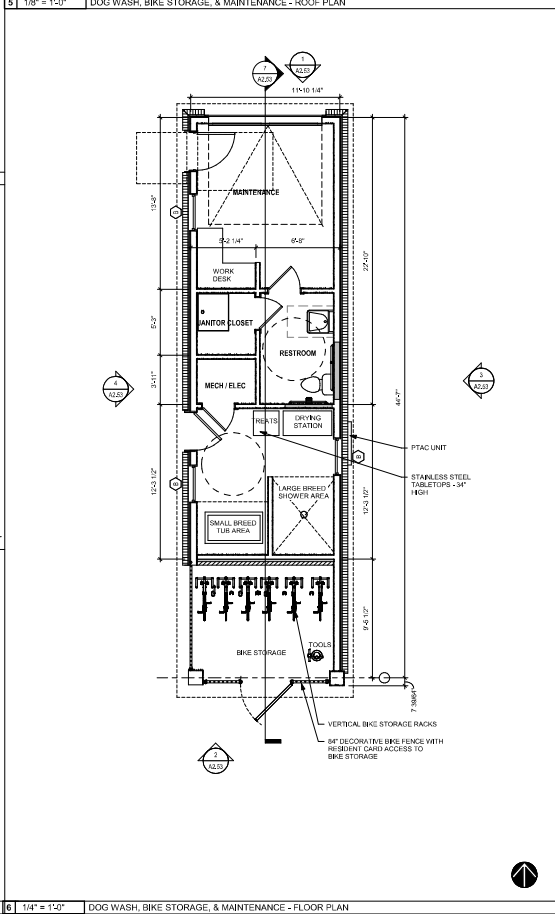 5 1/8" = 1'-0" DOG WASH, BIKE STORAGE, & MAINTENANCE - ROOF PLAN
7
A2.53
1
A2.53
11'-10 1/4"
MAINTENANCE
13'-8"
B
5'-2 1/4"
6'-8"
22'-10"
WORK
DESK
JANITOR CLOSET
5'-3"
RESTROOM
MECH / ELEC
3'-11"
4
A2.53
3
A2.53
44'-7"
TREATS
DRYING
STATION
PTAC UNIT
B
STAINLESS STEEL
TABLETOPS - 34"
HIGH
12'-3 1/2"
B
LARGE BREED
SHOWER AREA
12'-3 1/2"
SMALL BREED
TUB AREA
9'-5 1/2"
TOOLS
BIKE STORAGE
7 39/64"
VERTICAL BIKE STORAGE RACKS
84" DECORATIVE BIKE FENCE WITH
RESIDENT CARD ACCESS TO
BIKE STORAGE
2
A2.53
6 1/4" = 1'-0" DOG WASH, BIKE STORAGE, & MAINTENANCE - FLOOR PLAN